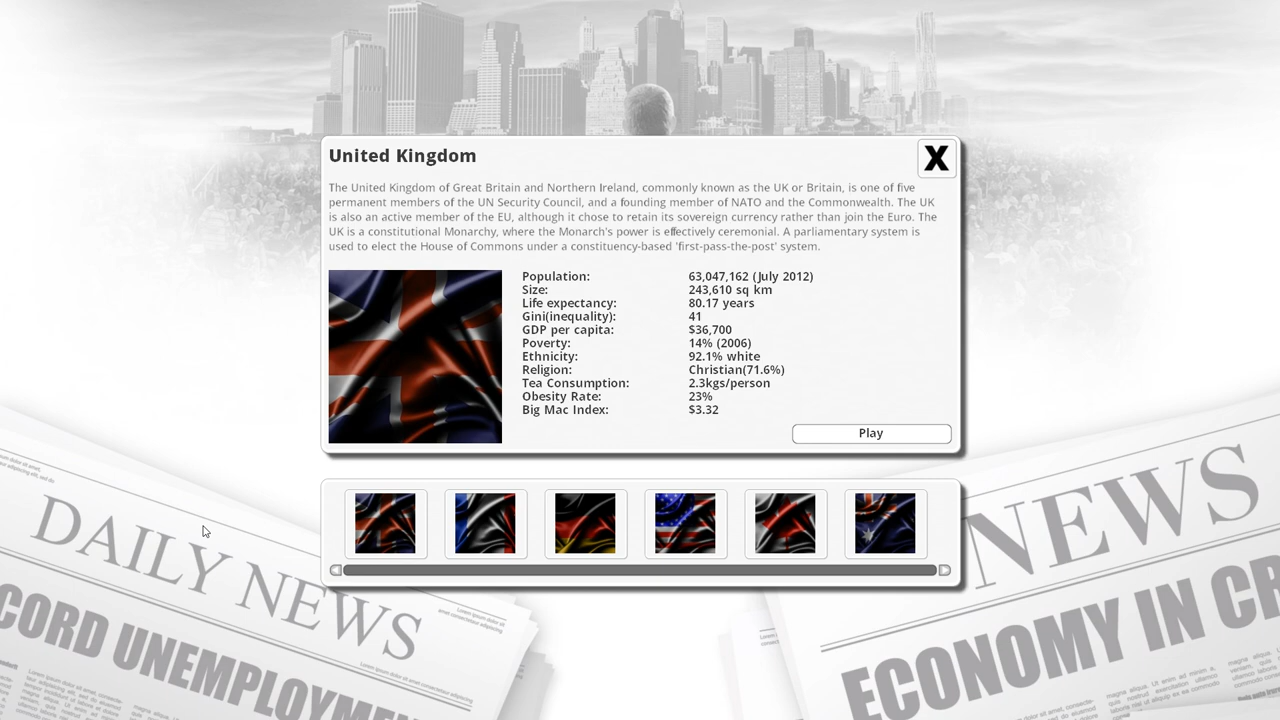 United Kingdom
X
The United Kingdom of Great Britain and Northern Ireland, commonly known as the UK or Britain, is one of five
permanent members of the UN Security Council, and a founding member of NATO and the Commonwealth. The UK
is also an active member of the EU, although it chose to retain its sovereign currency rather than join the Euro. The
UK is a constitutional Monarchy, where the Monarch's power is effectively ceremonial. A parliamentary system is
used to elect the House of Commons under a constituency-based 'first-pass-the-post' system.
Population: 63,047,162 (July 2012)
Size: 243,610 sq km
Life expectancy: 80.17 years
Gini(inequality): 41
GDP per capita: $36,700
Poverty: 14% (2006)
Ethnicity: 92.1% white
Religion: Christian(71.6%)
Tea Consumption: 2.3kgs/person
Obesity Rate: 23%
Big Mac Index: $3.32
Play
DAILY NEWS
CORD UNEMPLOYME
NEWS
ECONOMY IN CR